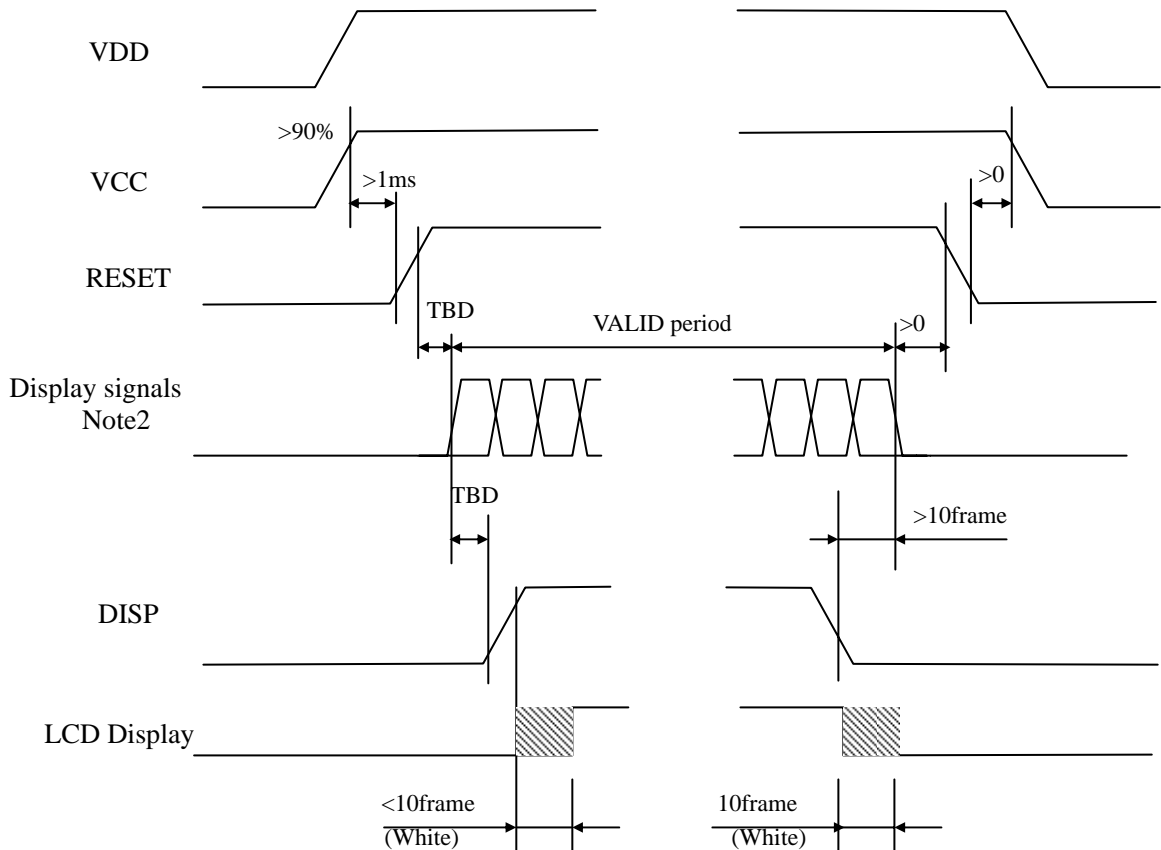 VDD
>90%
VCC
>1ms
>0
RESET
TBD
VALID period
>0
Display signals
Note2
TBD
>10frame
DISP
LCD Display
<10frame
(White)
10frame
(White)